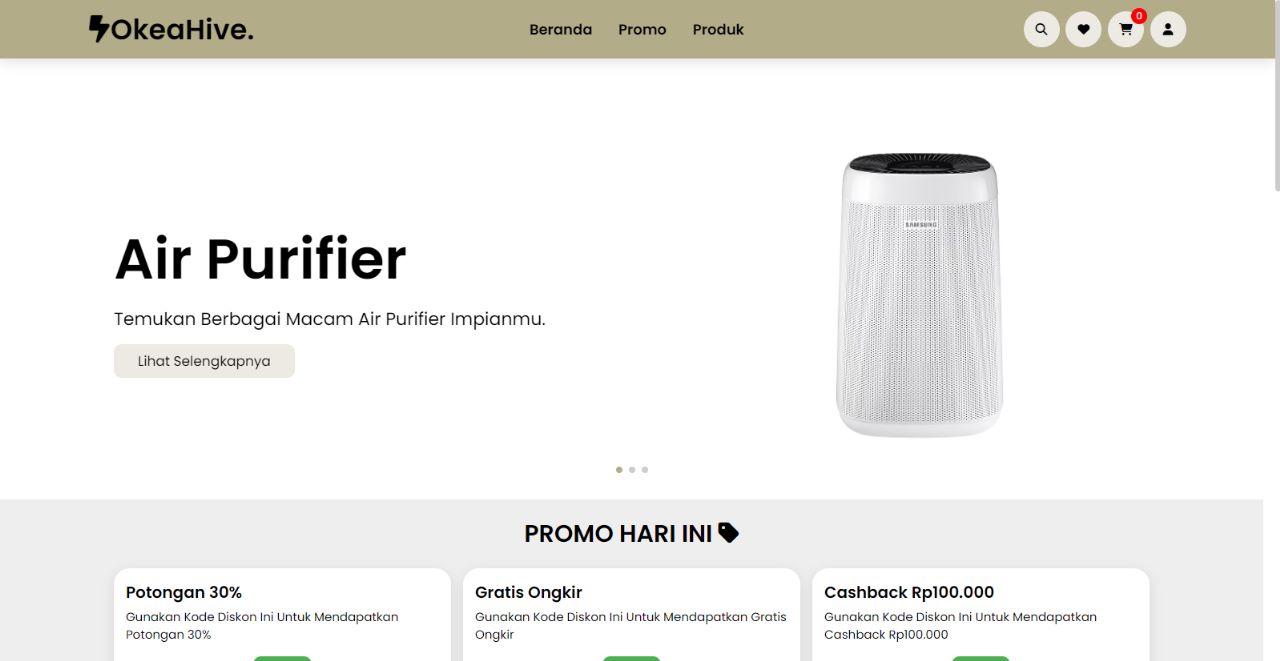 OkeaHive.
Beranda Promo Produk
0
SAMSUNG
Air Purifier
Temukan Berbagai Macam Air Purifier Impianmu.
Lihat Selengkapnya
PROMO HARI INI
Potongan 30%
Gunakan Kode Diskon Ini Untuk Mendapatkan
Potongan 30%
Gratis Ongkir
Gunakan Kode Diskon Ini Untuk Mendapatkan Gratis
Ongkir
Cashback Rp100.000
Gunakan Kode Diskon Ini Untuk Mendapatkan
Cashback Rp100.000